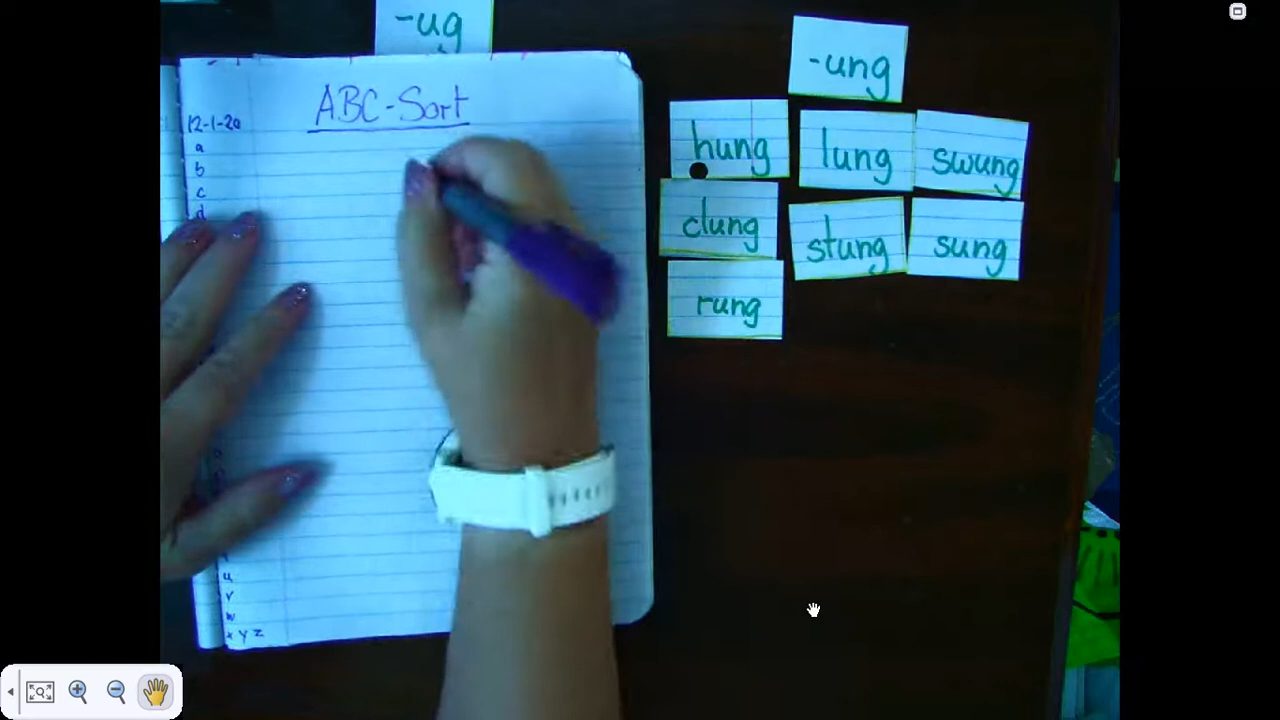 -ug
ABC-Sort
12-1-20
a
b
c
d
u
v
w
x y z
-ung
hung lung swung
clung stung sung
rung